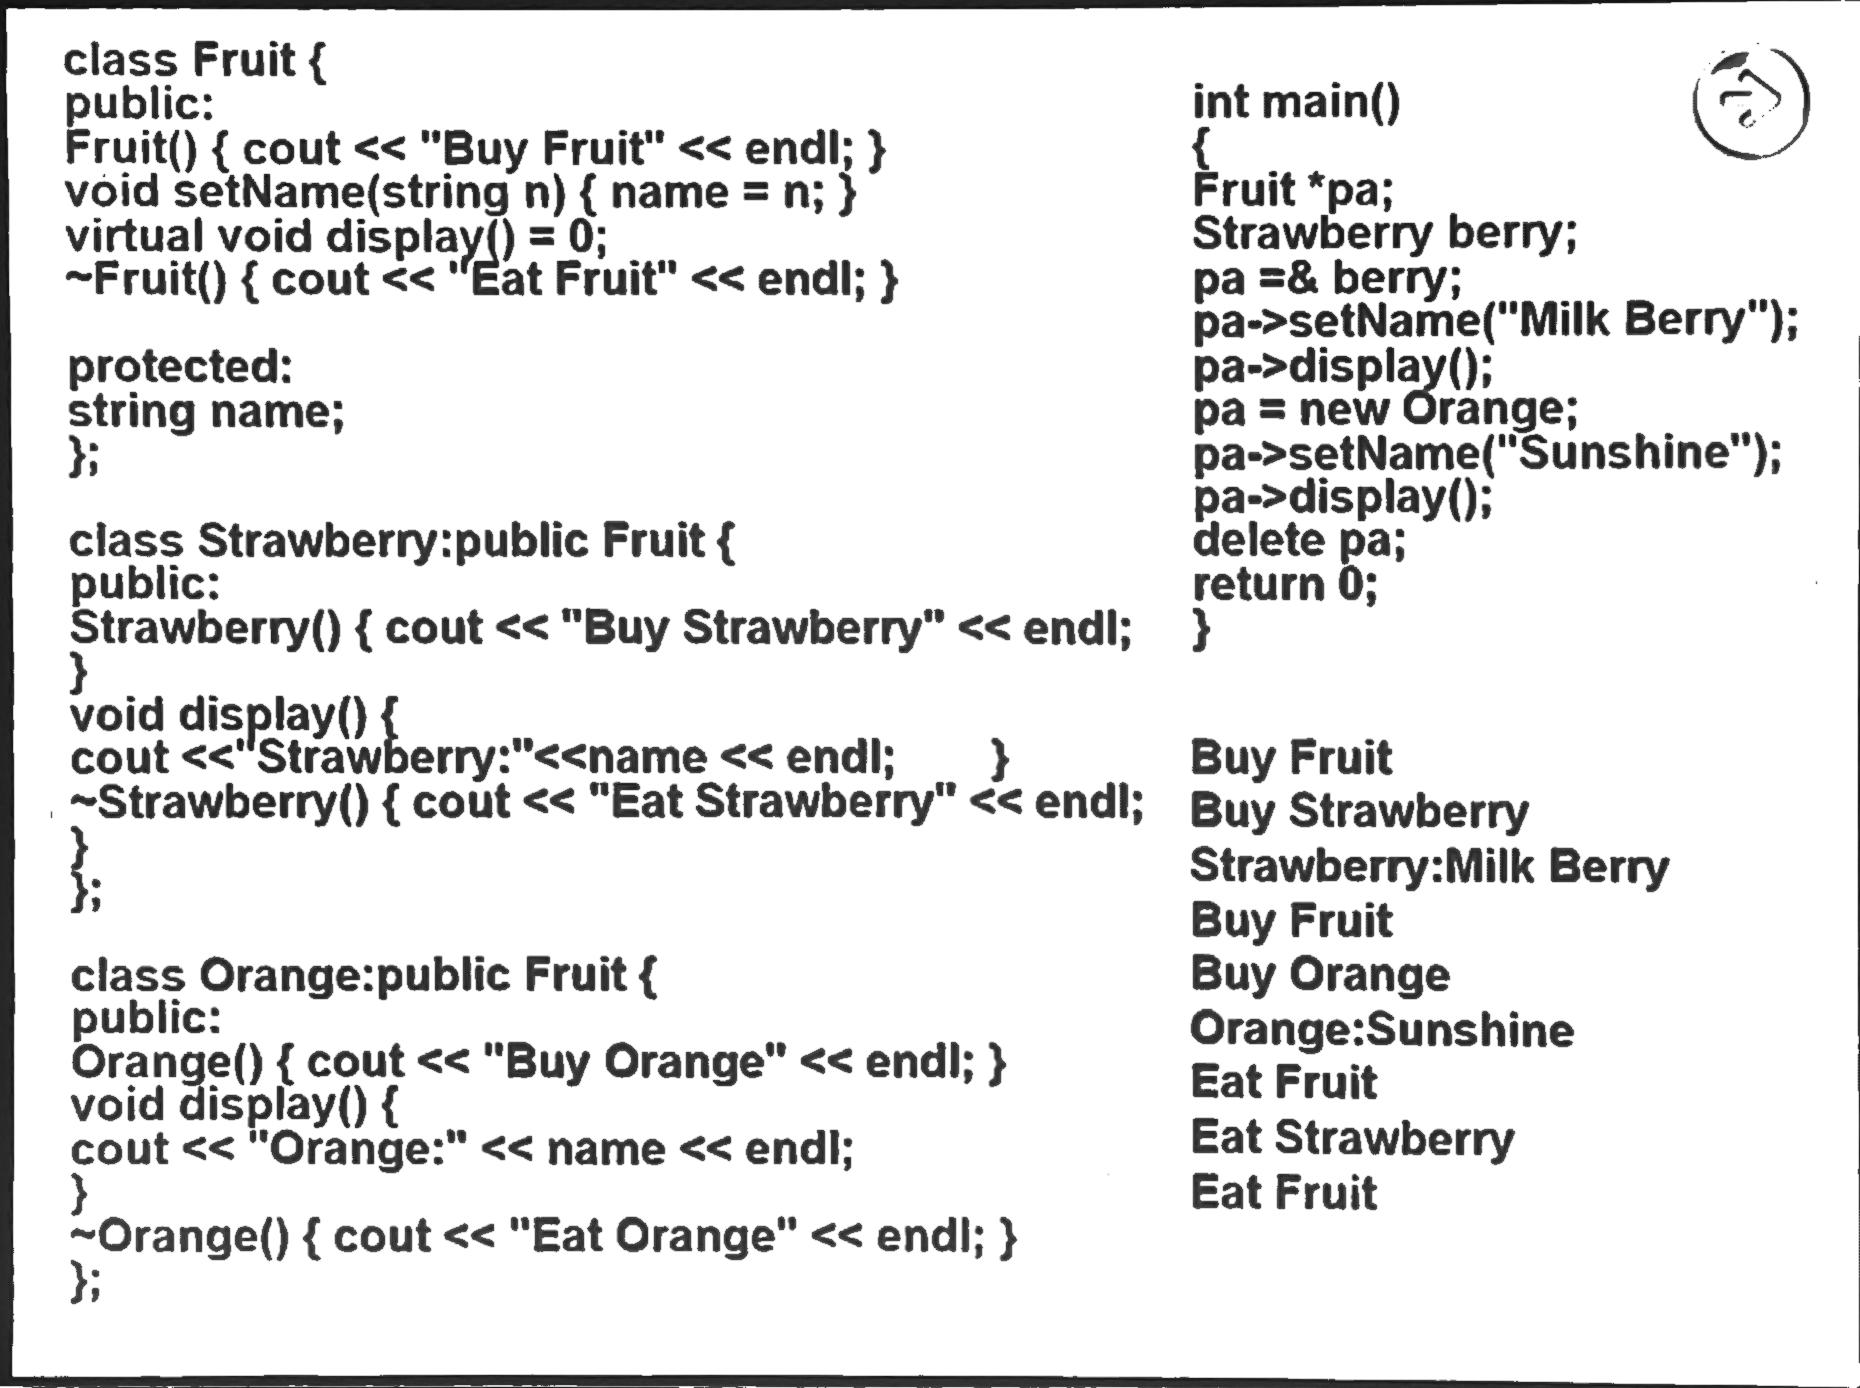 class Fruit {
public:
Fruit() { cout << "Buy Fruit" << endl; }
void setName(string n) { name = n; }
virtual void display() = 0;
~Fruit() { cout << "Eat Fruit" << endl; }
protected:
string name;
};
class Strawberry:public Fruit {
public:
Strawberry() { cout << "Buy Strawberry" << endl;
}
void display() {
cout <<"Strawberry:"<<name << endl; }
~Strawberry() { cout << "Eat Strawberry" << endl;
}
};
class Orange:public Fruit {
public:
Orange() { cout << "Buy Orange" << endl; }
void display() {
cout << "Orange:" << name << endl;
}
~Orange() { cout << "Eat Orange" << endl; }
};
int main()
{
Fruit *pa;
Strawberry berry;
pa =& berry;
pa->setName("Milk Berry");
pa->display();
pa = new Orange;
pa->setName("Sunshine");
pa->display();
delete pa;
return 0;
}
Buy Fruit
Buy Strawberry
Strawberry:Milk Berry
Buy Fruit
Buy Orange
Orange:Sunshine
Eat Fruit
Eat Strawberry
Eat Fruit